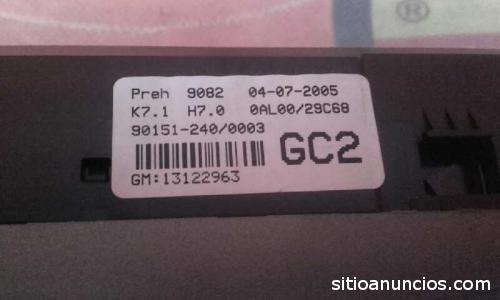 ®
Preh 9082 04-07-2005
K7.1 H7.0 0AL00/29C68
90151-240/0003
GC2
GM:13122963
sitioanuncios.com